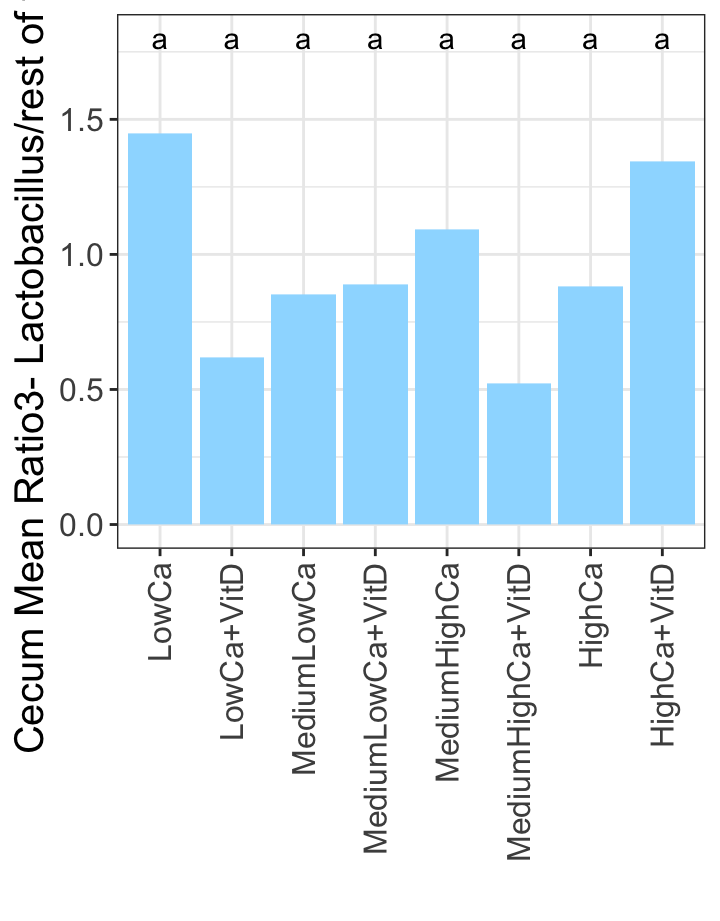 Cecum Mean Ratio3- Lactobacillus/rest of
a a a a a a a a
1.5
1.0
0.5
0.0
LowCa
LowCa+VitD
MediumLowCa
MediumLowCa+VitD
MediumHighCa
MediumHighCa+VitD
HighCa
HighCa+VitD